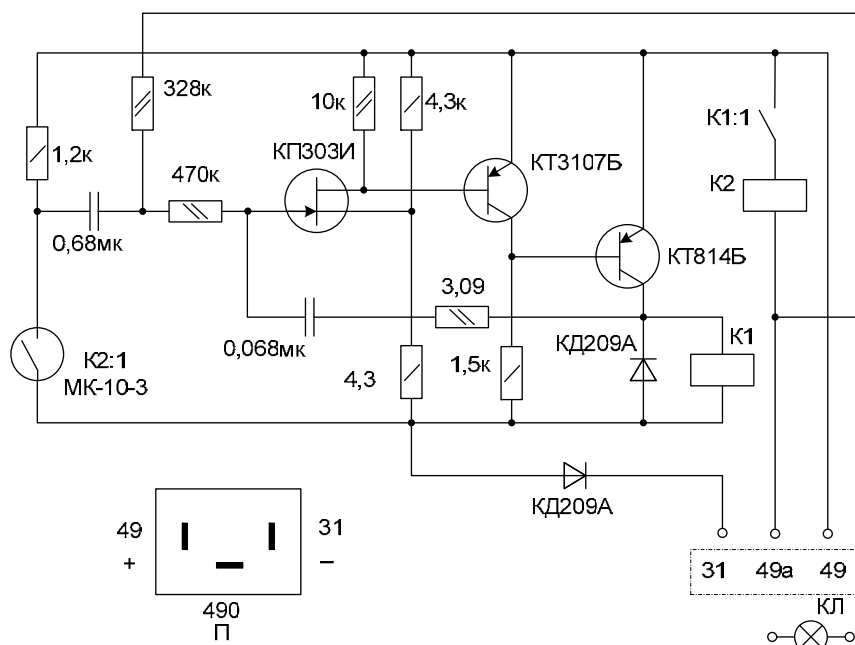 328к
10к
4,3к
К1:1
1,2к
КП303И
КТ3107Б
470к
К2
0,68мк
КТ814Б
3,09
0,068мк
КД209А
К1
К2:1
МК-10-3
4,3
1,5к
КД209А
49
+
31
–
490
П
31 49а 49
КЛ